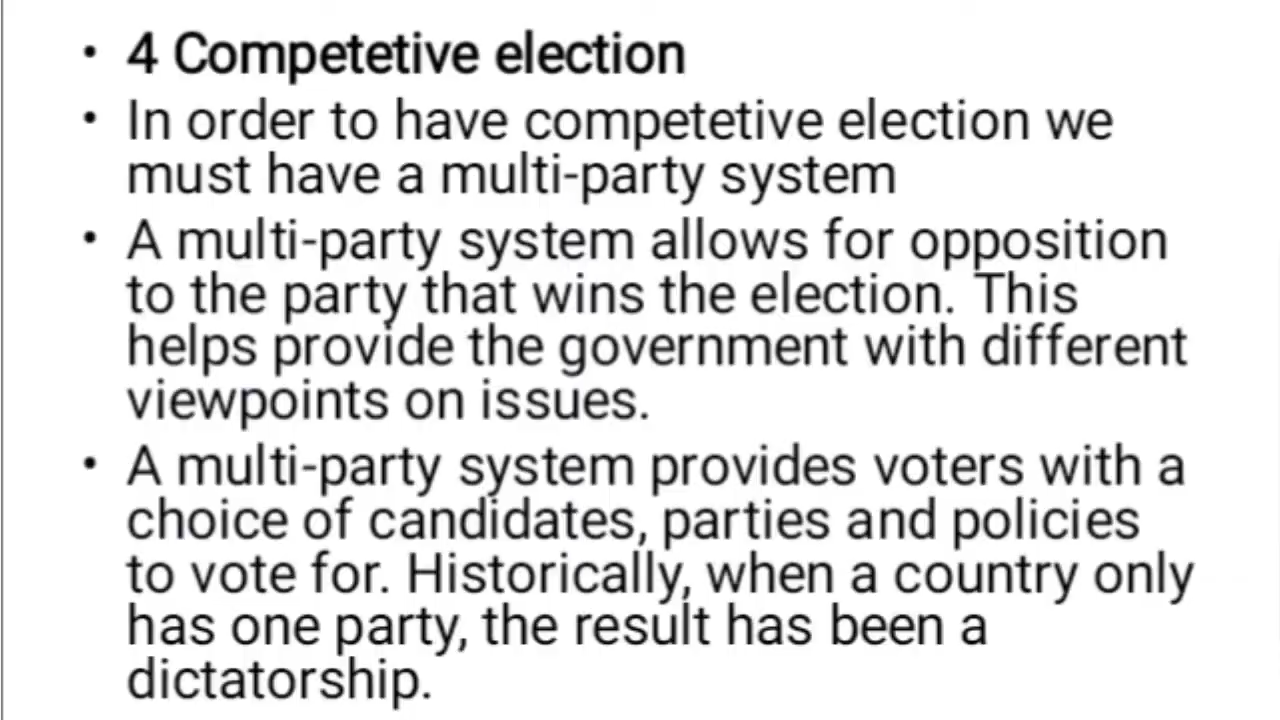 • 4 Competetive election
• In order to have competetive election we
must have a multi-party system
• A multi-party system allows for opposition
to the party that wins the election. This
helps provide the government with different
viewpoints on issues.
• A multi-party system provides voters with a
choice of candidates, parties and policies
to vote for. Historically, when a country only
has one party, the result has been a
dictatorship.